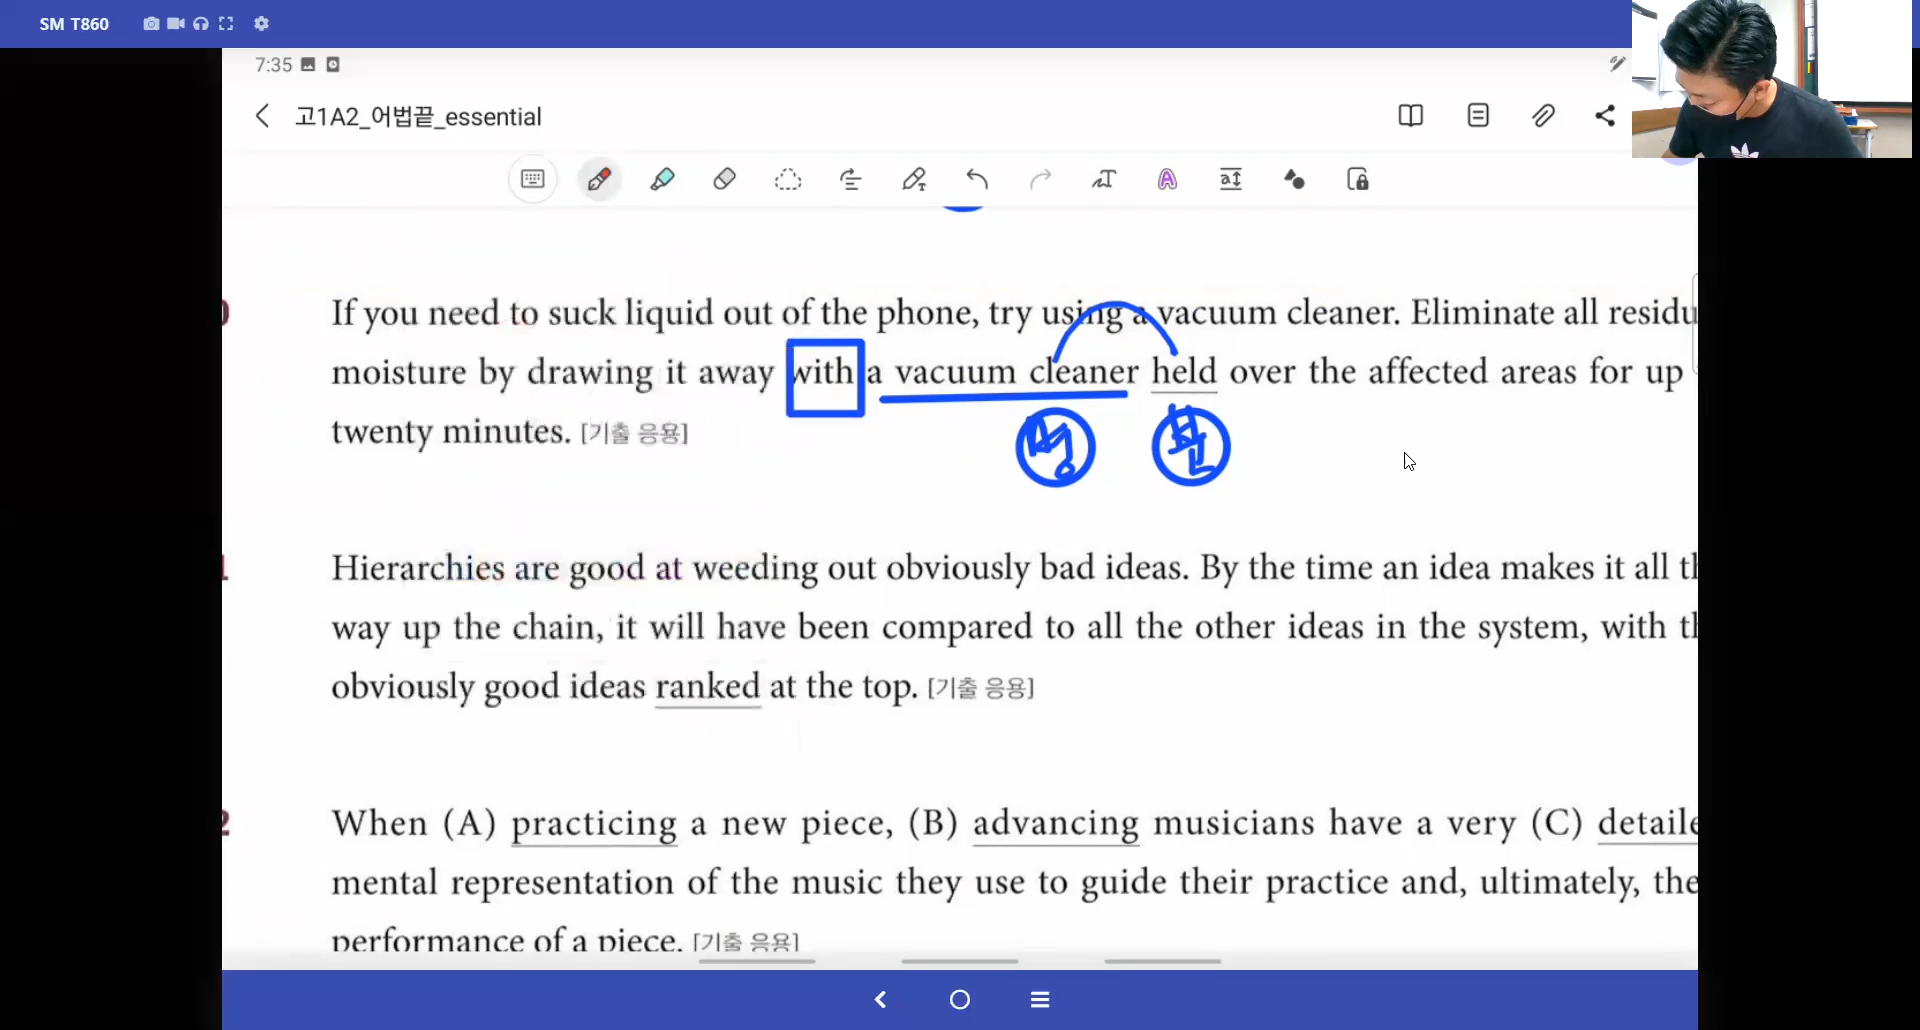 SM T860
7:35
고1A2_어법끝_essential
If you need to suck liquid out of the phone, try using a vacuum cleaner. Eliminate all residu
moisture by drawing it away with a vacuum cleaner held over the affected areas for up
twenty minutes. [기출 응용]
명 분
1
Hierarchies are good at weeding out obviously bad ideas. By the time an idea makes it all th
way up the chain, it will have been compared to all the other ideas in the system, with th
obviously good ideas ranked at the top. [기출 응용]
2
When (A) practicing a new piece, (B) advancing musicians have a very (C) detaile
mental representation of the music they use to guide their practice and, ultimately, the
performance of a piece. [기출 응용]